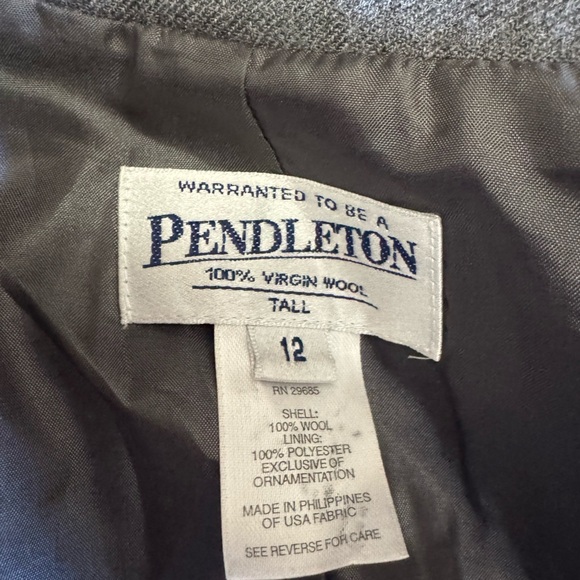 WARRANTED TO BE A
PENDLETON
100% VIRGIN WOOL
TALL
12
RN 29685
SHELL:
100% WOOL
LINING:
100% POLYESTER
EXCLUSIVE OF
ORNAMENTATION
MADE IN PHILIPPINES
OF USA FABRIC
SEE REVERSE FOR CARE